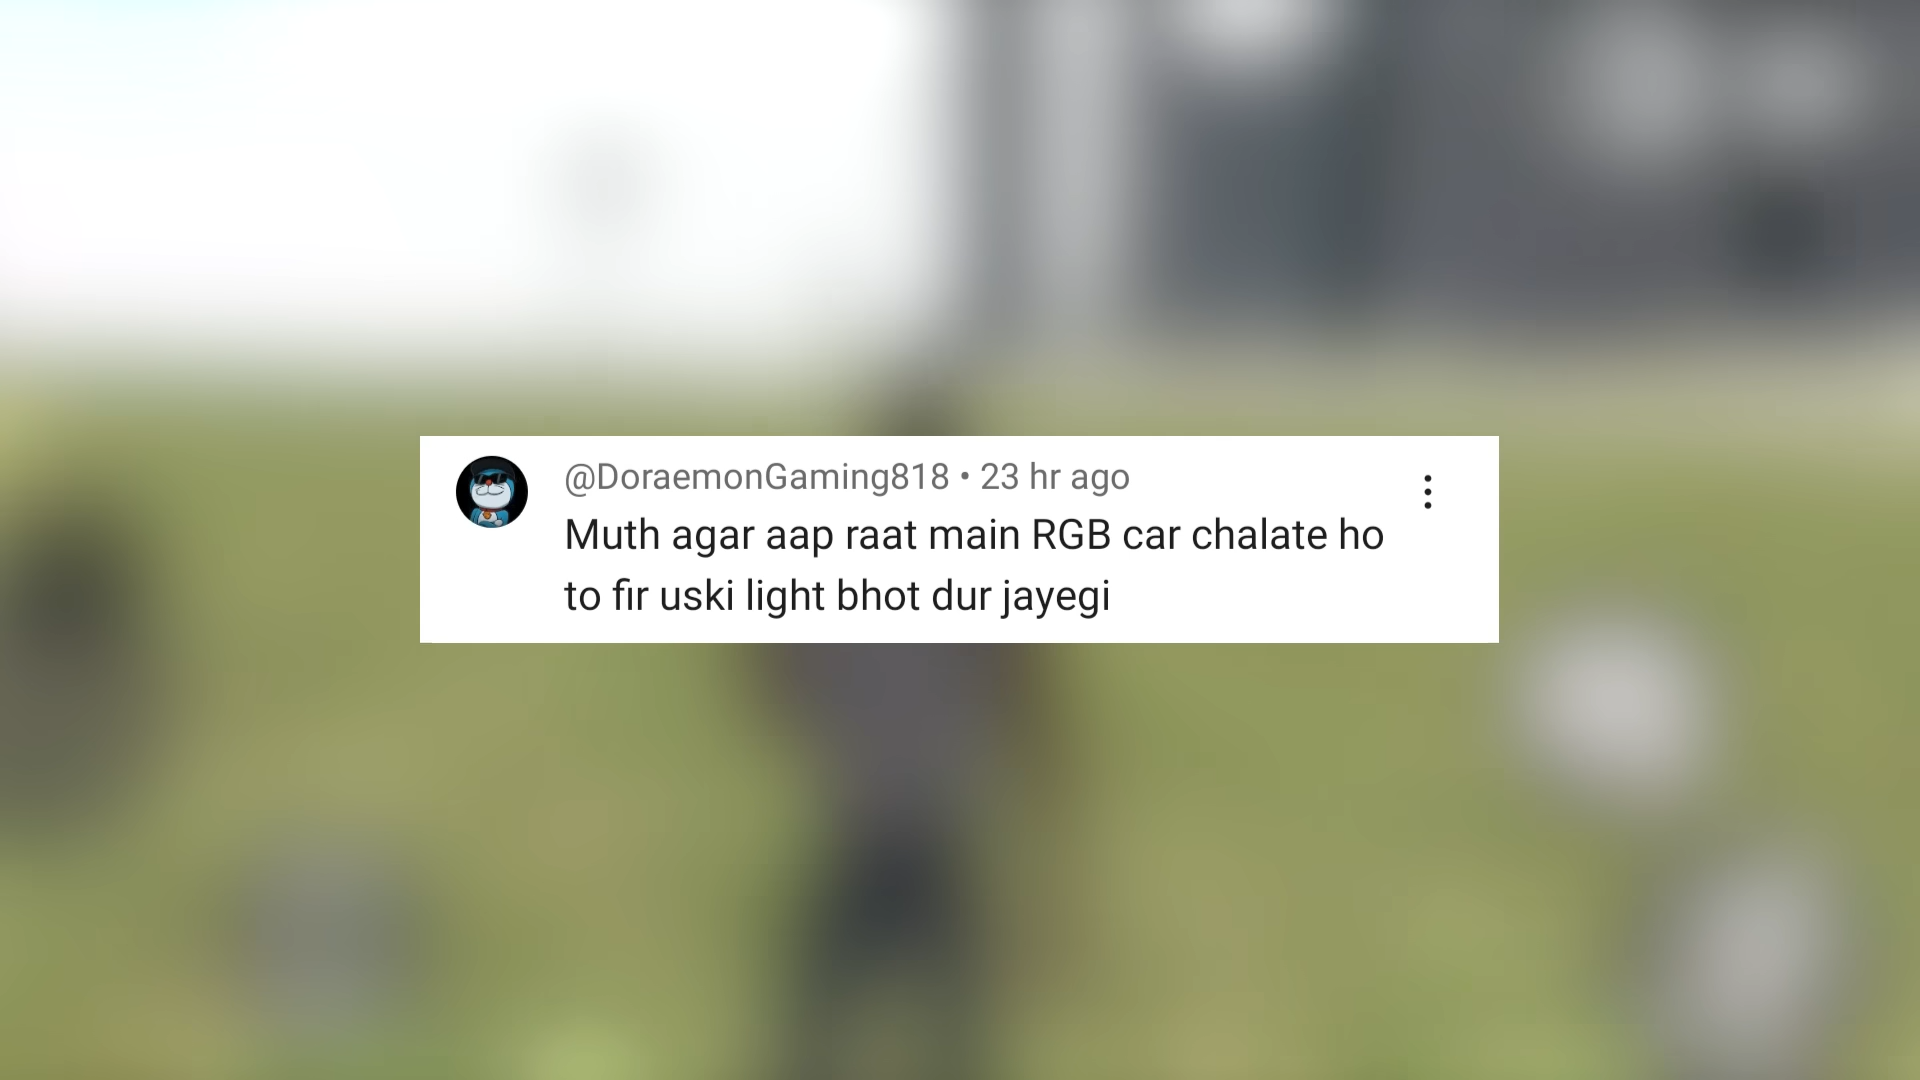 @DoraemonGaming818 • 23 hr ago
Muth agar aap raat main RGB car chalate ho
to fir uski light bhot dur jayegi